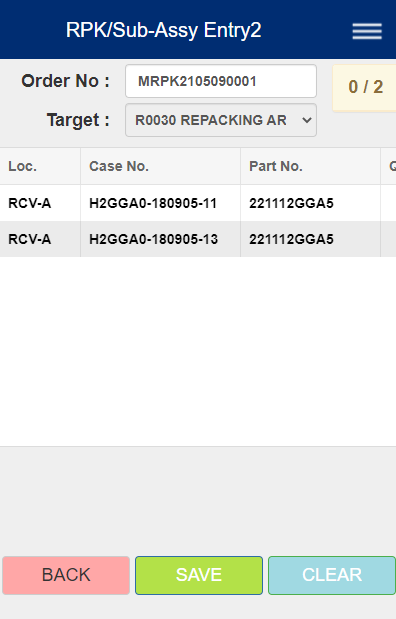 RPK/Sub-Assy Entry2
Order No : MRPK2105090001 0 / 2
Target : R0030 REPACKING AR
Loc. Case No. Part No. Q
RCV-A H2GGA0-180905-11 221112GGA5
RCV-A H2GGA0-180905-13 221112GGA5
BACK SAVE CLEAR